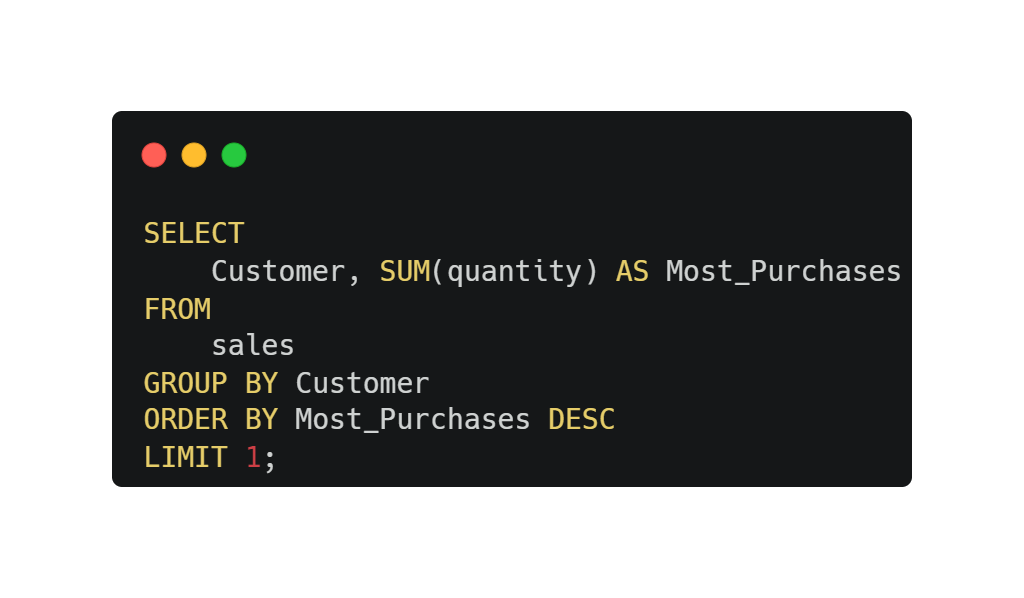 SELECT
    Customer, SUM(quantity) AS Most_Purchases
FROM
    sales
GROUP BY Customer
ORDER BY Most_Purchases DESC
LIMIT 1;